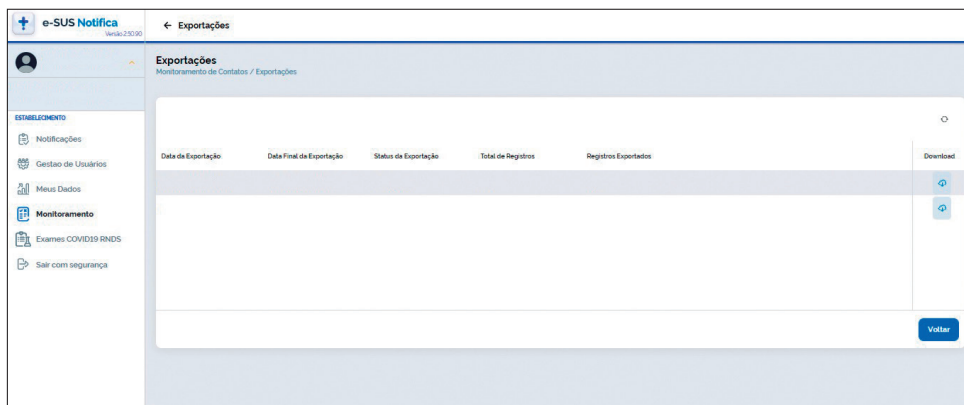 e-SUS Notifica
Versão 2.50.90
← Exportações
Exportações
Monitoramento de Contatos / Exportações
ESTABELECIMENTO
Notificações
Gestao de Usuários
Meus Dados
Monitoramento
Exames COVID19 RNDS
Sair com segurança
Data da Exportação Data Final da Exportação Status da Exportação Total de Registros Registros Exportados Download
Voltar